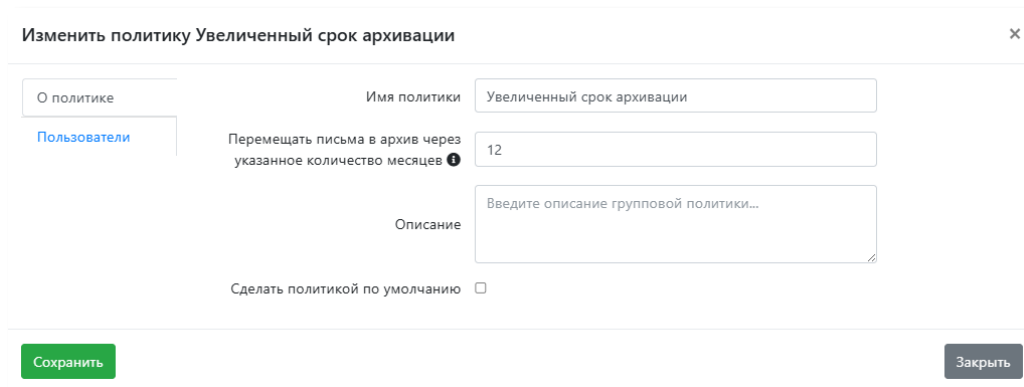 Изменить политику Увеличенный срок архивации
×
О политике
Пользователи
Имя политики
Увеличенный срок архивации
Перемещать письма в архив через
указанное количество месяцев
12
Описание
Введите описание групповой политики...
Сделать политикой по умолчанию
Сохранить
Закрыть